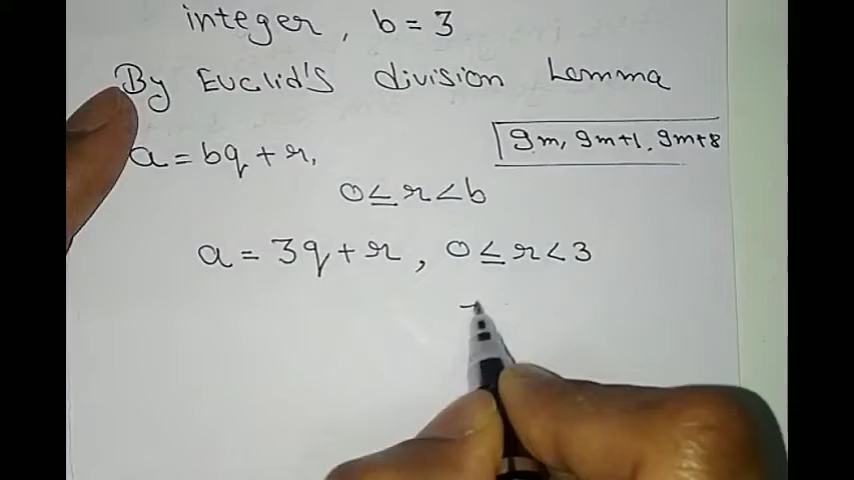 integer, b = 3
By Euclid's division Lemma
a = bq + r,
9m, 9m+1, 9m+8
0 ≤ r < b
a = 3q + r, 0 ≤ r < 3